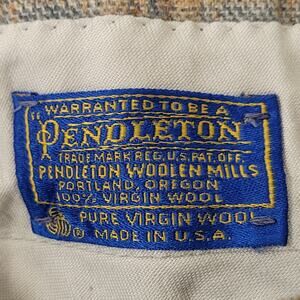 "WARRANTED TO BE A
PENDLETON
TRADE MARK REG. U.S. PAT. OFF.
PENDLETON WOOLEN MILLS
PORTLAND, OREGON
100% VIRGIN WOOL
PURE VIRGIN WOOL
MADE IN U.S.A.